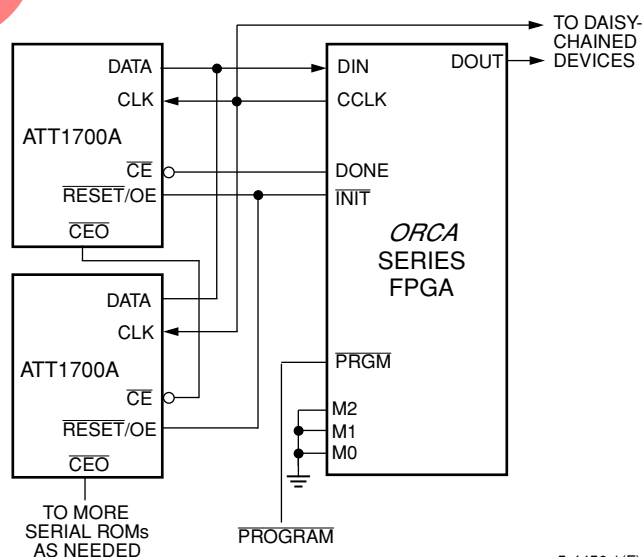 TO DAISY-
CHAINED
DEVICES
DATA
CLK
ATT1700A
CE
RESET/OE
CEO
DIN
DOUT
CCLK
DONE
INIT
ORCA
SERIES
FPGA
PRGM
M2
M1
M0
DATA
CLK
ATT1700A
CE
RESET/OE
CEO
TO MORE
SERIAL ROMs
AS NEEDED
PROGRAM